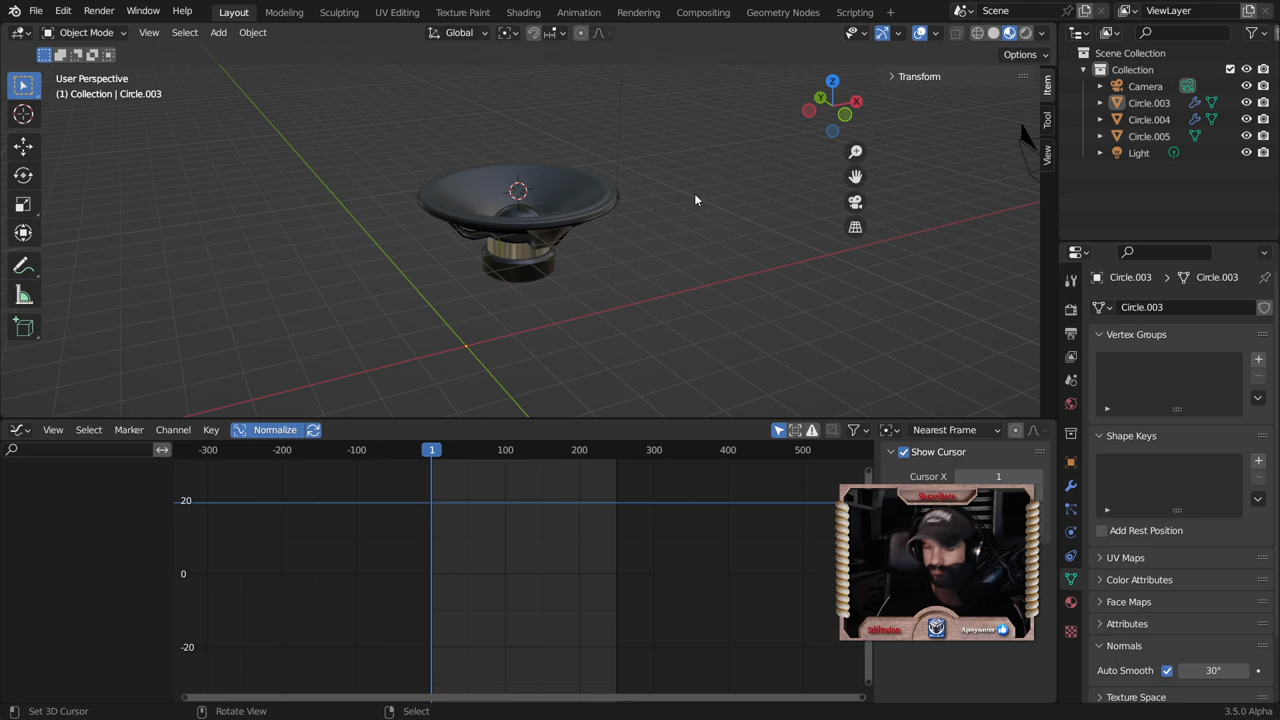 File Edit Render Window Help Layout Modeling Sculpting UV Editing Texture Paint Shading Animation Rendering Compositing Geometry Nodes Scripting Scene ViewLayer
Object Mode View Select Add Object Global
Options
User Perspective
(1) Collection | Circle.003
Transform
Item
Tool
View
Z
Y
X
Scene Collection
Collection
Camera
Circle.003
Circle.004
Circle.005
Light
Circle.003 Circle.003
Circle.003
Vertex Groups
Shape Keys
Add Rest Position
UV Maps
Color Attributes
Face Maps
Attributes
Normals
Auto Smooth 30°
Texture Space
View Select Marker Channel Key Normalize Nearest Frame
-300 -200 -100 1 100 200 300 400 500
20
0
-20
Show Cursor
Cursor X 1
Suscribete
Apoyanos
Set 3D Cursor Rotate View Select 3.5.0 Alpha